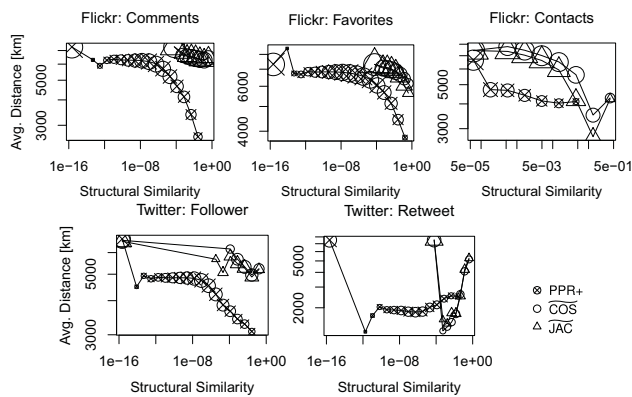 Flickr: Comments
Flickr: Favorites
Flickr: Contacts
Avg. Distance [km]
3000 5000
4000 6000
3000 5000
1e−16 1e−08 1e+00
1e−16 1e−08 1e+00
5e−05 5e−03 5e−01
Structural Similarity
Structural Similarity
Structural Similarity
Twitter: Follower
Twitter: Retweet
Avg. Distance [km]
3000 5000
2000 5000
1e−16 1e−08 1e+00
1e−16 1e−08 1e+00
Structural Similarity
Structural Similarity
PPR+
COS
JAC